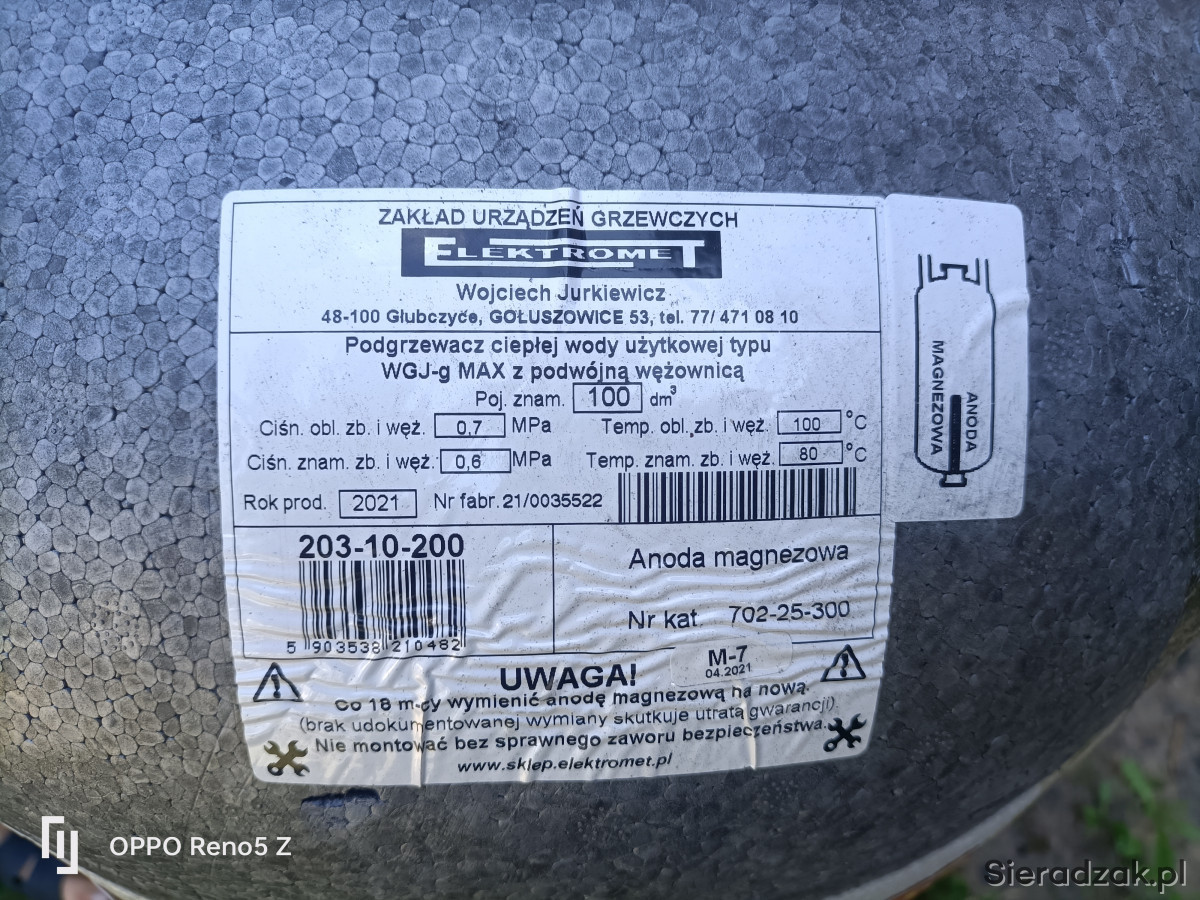 ZAKŁAD URZĄDZEŃ GRZEWCZYCH
ELEKTROMET
Wojciech Jurkiewicz
48-100 Głubczyce, GOŁUSZOWICE 53, tel. 77/ 471 08 10
Podgrzewacz ciepłej wody użytkowej typu
WGJ-g MAX z podwójną wężownicą
Poj. znam. 100 dm³
Ciśn. obl. zb. i węż. 0,7 MPa Temp. obl. zb. i węż. 100 °C
Ciśn. znam. zb. i węż. 0,6 MPa Temp. znam. zb. i węż. 80 °C
Rok prod. 2021 Nr fabr. 21/0035522
203-10-200
5 903538 210482
Anoda magnezowa
Nr kat. 702-25-300
M-7
04.2021
UWAGA!
Co 18 m-cy wymienić anodę magnezową na nową.
(brak udokumentowanej wymiany skutkuje utratą gwarancji).
Nie montować bez sprawnego zaworu bezpieczeństwa.
www.sklep.elektromet.pl
ANODA
MAGNEZOWA
OPPO Reno5 Z
Sieradzak.pl